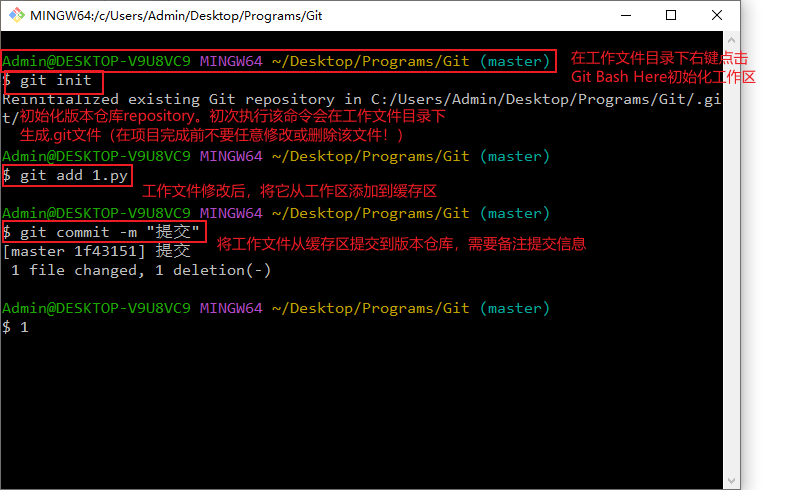 MINGW64:/c/Users/Admin/Desktop/Programs/Git
Admin@DESKTOP-V9U8VC9 MINGW64 ~/Desktop/Programs/Git (master)
在工作文件目录下右键点击
Git Bash Here初始化工作区
$ git init
Reinitialized existing Git repository in C:/Users/Admin/Desktop/Programs/Git/.gi
t/
初始化版本仓库repository。初次执行该命令会在工作文件目录下
生成.git文件（在项目完成前不要任意修改或删除该文件！）
Admin@DESKTOP-V9U8VC9 MINGW64 ~/Desktop/Programs/Git (master)
$ git add 1.py
工作文件修改后，将它从工作区添加到缓存区
Admin@DESKTOP-V9U8VC9 MINGW64 ~/Desktop/Programs/Git (master)
$ git commit -m "提交"
将工作文件从缓存区提交到版本仓库，需要备注提交信息
[master 1f43151] 提交
1 file changed, 1 deletion(-)
Admin@DESKTOP-V9U8VC9 MINGW64 ~/Desktop/Programs/Git (master)
$ 1